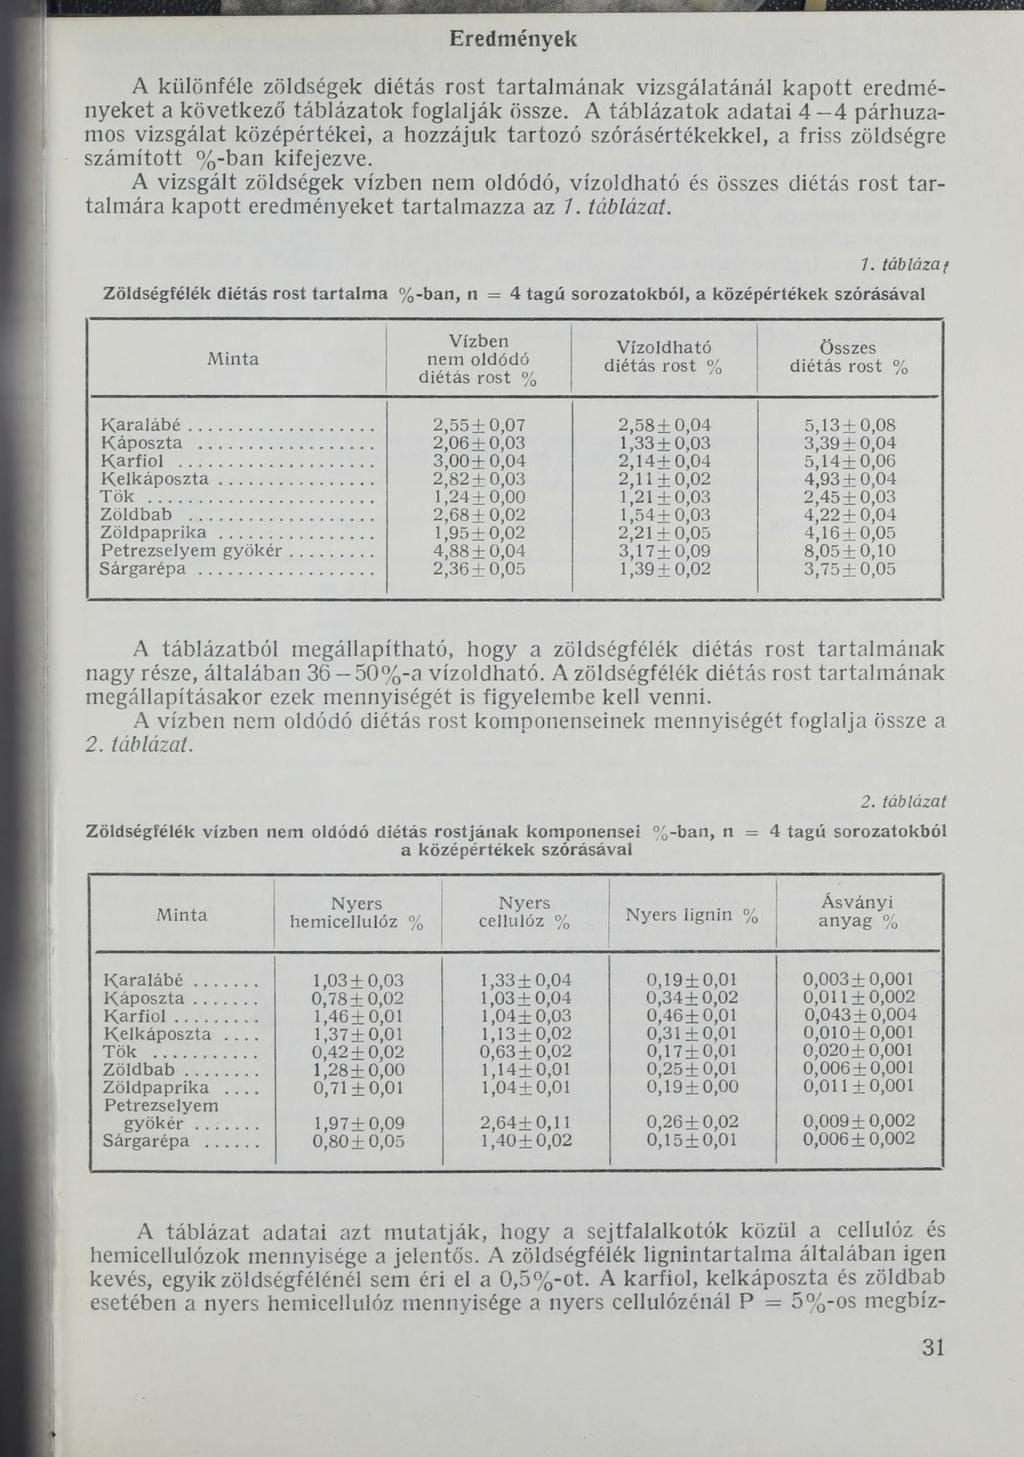 Eredmények
A különféle zöldségek diétás rost tartalmának vizsgálatánál kapott eredmé-
nyeket a következő táblázatok foglalják össze. A táblázatok adatai 4 – 4 párhuza-
mos vizsgálat középértékei, a hozzájuk tartozó szórásértékekkel, a friss zöldségre
számított %-ban kifejezve.
A vizsgált zöldségek vízben nem oldódó, vízoldható és összes diétás rost tar-
talmára kapott eredményeket tartalmazza az 1. táblázat.
1. táblázat
Zöldségfélék diétás rost tartalma %-ban, n = 4 tagú sorozatokból, a középértékek szórásával
Minta | Vízben nem oldódó diétás rost % | Vízoldható diétás rost % | Összes diétás rost %
Karalábé . . . . . . . . . . 2,55±0,07 2,58±0,04 5,13±0,08
Káposzta . . . . . . . . . . 2,06±0,03 1,33±0,03 3,39±0,04
Karfiol . . . . . . . . . . 3,00±0,04 2,14±0,04 5,14±0,06
Kelkáposzta . . . . . . . . . . 2,82±0,03 2,11±0,02 4,93±0,04
Tök . . . . . . . . . . 1,24±0,00 1,21±0,03 2,45±0,03
Zöldbab . . . . . . . . . . 2,68±0,02 1,54±0,03 4,22±0,04
Zöldpaprika . . . . . . . . . . 1,95±0,02 2,21±0,05 4,16±0,05
Petrezselyem gyökér . . . . . . . . . 4,88±0,04 3,17±0,09 8,05±0,10
Sárgarépa . . . . . . . . . . 2,36±0,05 1,39±0,02 3,75±0,05
A táblázatból megállapítható, hogy a zöldségfélék diétás rost tartalmának
nagy része, általában 36 – 50%-a vízoldható. A zöldségfélék diétás rost tartalmának
megállapításakor ezek mennyiségét is figyelembe kell venni.
A vízben nem oldódó diétás rost komponenseinek mennyiségét foglalja össze a
2. táblázat.
2. táblázat
Zöldségfélék vízben nem oldódó diétás rostjának komponensei %-ban, n = 4 tagú sorozatokból
a középértékek szórásával
Minta | Nyers hemicellulóz % | Nyers cellulóz % | Nyers lignin % | Ásványi anyag %
Karalábé . . . . . . . 1,03±0,03 1,33±0,04 0,19±0,01 0,003±0,001
Káposzta . . . . . . . 0,78±0,02 1,03±0,04 0,34±0,02 0,011±0,002
Karfiol . . . . . . . . . 1,46±0,01 1,04±0,03 0,46±0,01 0,043±0,004
Kelkáposzta . . . . 1,37±0,01 1,13±0,02 0,31±0,01 0,010±0,001
Tök . . . . . . . . . . . 0,42±0,02 0,63±0,02 0,17±0,01 0,020±0,001
Zöldbab . . . . . . . . 1,28±0,00 1,14±0,01 0,25±0,01 0,006±0,001
Zöldpaprika . . . . 0,71±0,01 1,04±0,01 0,19±0,00 0,011±0,001
Petrezselyem
gyökér . . . . . . . 1,97±0,09 2,64±0,11 0,26±0,02 0,009±0,002
Sárgarépa . . . . . . 0,80±0,05 1,40±0,02 0,15±0,01 0,006±0,002
A táblázat adatai azt mutatják, hogy a sejtfalalkotók közül a cellulóz és
hemicellulózok mennyisége a jelentős. A zöldségfélék lignintartalma általában igen
kevés, egyik zöldségfélénél sem éri el a 0,5%-ot. A karfiol, kelkáposzta és zöldbab
esetében a nyers hemicellulóz mennyisége a nyers cellulózénál P = 5%-os megbíz-
31